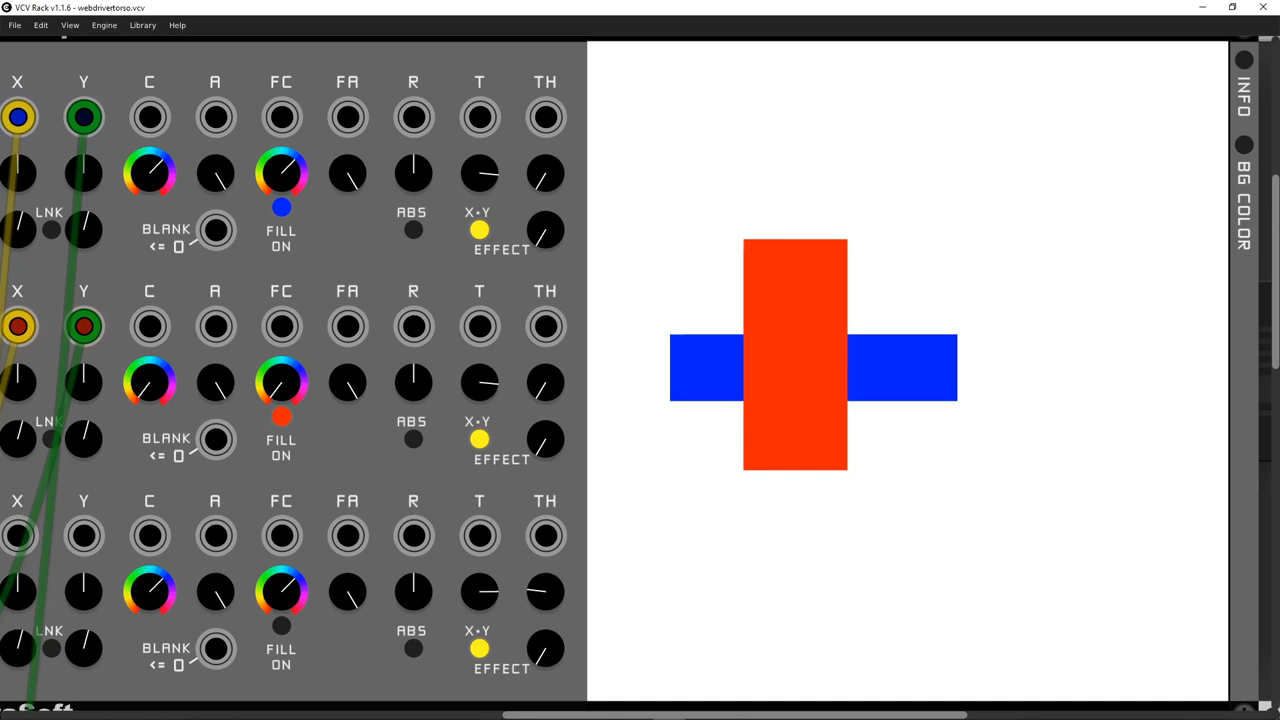 VCV Rack v1.1.6 - webdrivertorso.vcv
File Edit View Engine Library Help
X Y C A FC FA R T TH
LNK BLANK <= 0 FILL ON ABS X•Y EFFECT
X Y C A FC FA R T TH
LNK BLANK <= 0 FILL ON ABS X•Y EFFECT
X Y C A FC FA R T TH
LNK BLANK <= 0 FILL ON ABS X•Y EFFECT
INFO
BG COLOR